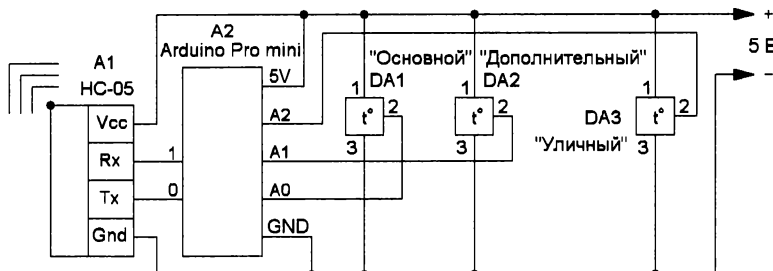 A1
HC-05
Vcc
Rx
Tx
Gnd
1
0
A2
Arduino Pro mini
5V
A2
A1
A0
GND
"Основной"
DA1
1
t°
2
3
"Дополнительный"
DA2
1
t°
2
3
DA3
"Уличный"
1
t°
2
3
+
5 В
−